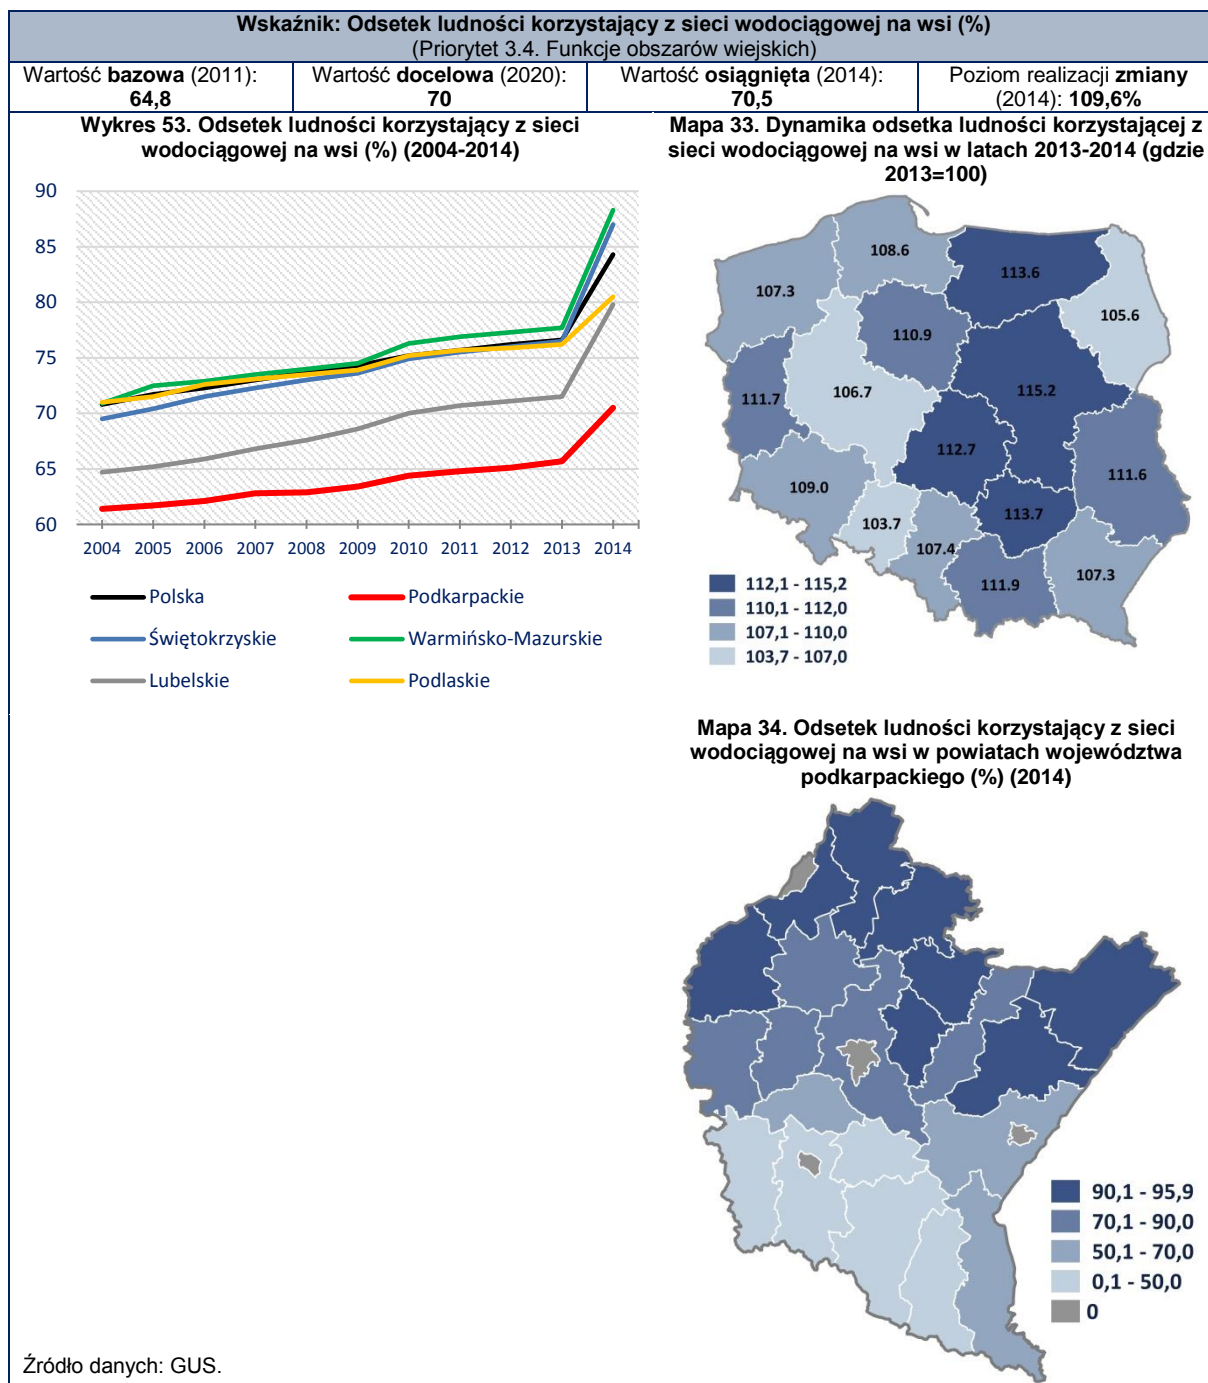 Wskaźnik: Odsetek ludności korzystający z sieci wodociągowej na wsi (%)
(Priorytet 3.4. Funkcje obszarów wiejskich)
Wartość bazowa (2011):
64,8
Wartość docelowa (2020):
70
Wartość osiągnięta (2014):
70,5
Poziom realizacji zmiany
(2014): 109,6%
Wykres 53. Odsetek ludności korzystający z sieci
wodociągowej na wsi (%) (2004-2014)
90
85
80
75
70
65
60
2004 2005 2006 2007 2008 2009 2010 2011 2012 2013 2014
Polska
Podkarpackie
Świętokrzyskie
Warmińsko-Mazurskie
Lubelskie
Podlaskie
Mapa 33. Dynamika odsetka ludności korzystającej z
sieci wodociągowej na wsi w latach 2013-2014 (gdzie
2013=100)
108.6
113.6
107.3
105.6
110.9
106.7
115.2
111.7
112.7
111.6
109.0
113.7
103.7
107.4
107.3
111.9
112,1 - 115,2
110,1 - 112,0
107,1 - 110,0
103,7 - 107,0
Mapa 34. Odsetek ludności korzystający z sieci
wodociągowej na wsi w powiatach województwa
podkarpackiego (%) (2014)
90,1 - 95,9
70,1 - 90,0
50,1 - 70,0
0,1 - 50,0
0
Źródło danych: GUS.